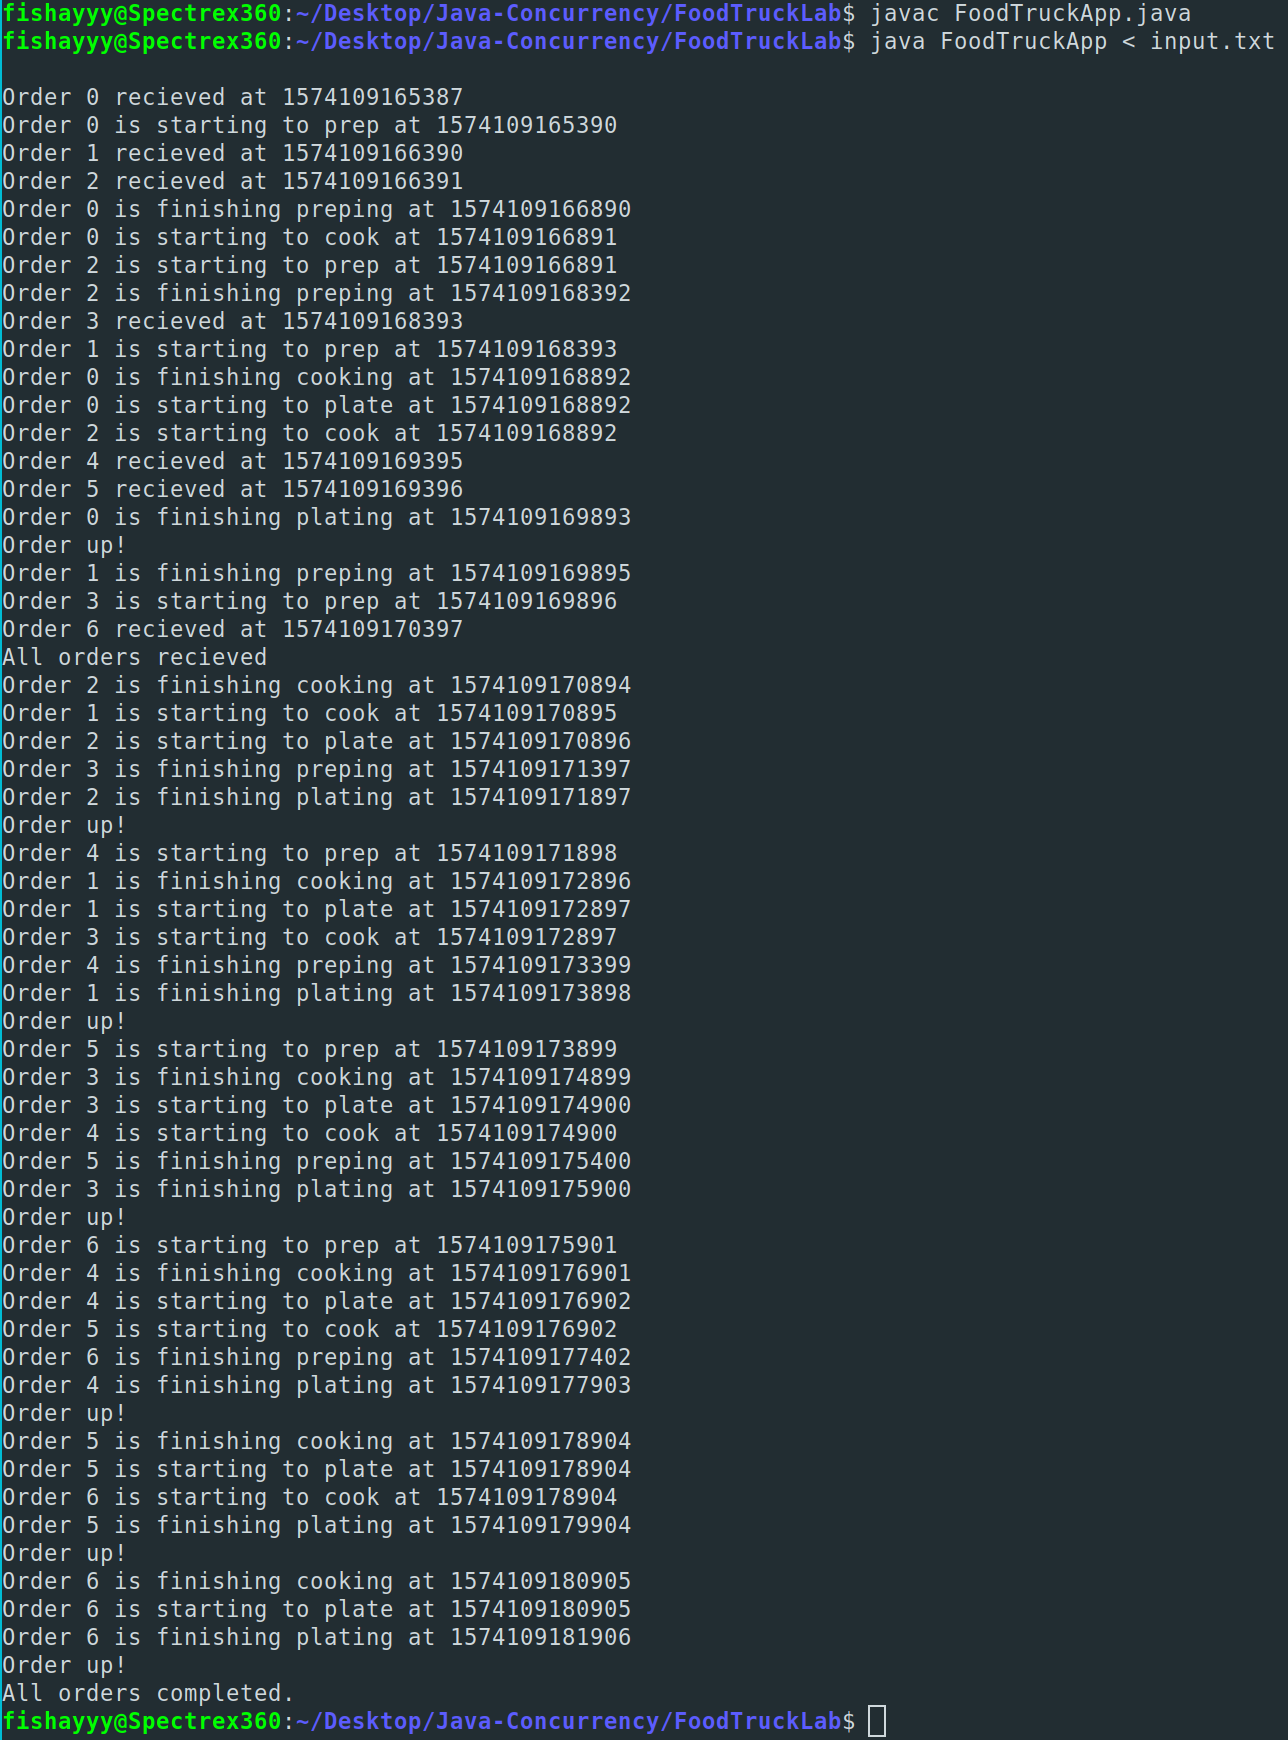 fishayyy@Spectrex360:~/Desktop/Java-Concurrency/FoodTruckLab$ javac FoodTruckApp.java
fishayyy@Spectrex360:~/Desktop/Java-Concurrency/FoodTruckLab$ java FoodTruckApp < input.txt
Order 0 recieved at 1574109165387
Order 0 is starting to prep at 1574109165390
Order 1 recieved at 1574109166390
Order 2 recieved at 1574109166391
Order 0 is finishing preping at 1574109166890
Order 0 is starting to cook at 1574109166891
Order 2 is starting to prep at 1574109166891
Order 2 is finishing preping at 1574109168392
Order 3 recieved at 1574109168393
Order 1 is starting to prep at 1574109168393
Order 0 is finishing cooking at 1574109168892
Order 0 is starting to plate at 1574109168892
Order 2 is starting to cook at 1574109168892
Order 4 recieved at 1574109169395
Order 5 recieved at 1574109169396
Order 0 is finishing plating at 1574109169893
Order up!
Order 1 is finishing preping at 1574109169895
Order 3 is starting to prep at 1574109169896
Order 6 recieved at 1574109170397
All orders recieved
Order 2 is finishing cooking at 1574109170894
Order 1 is starting to cook at 1574109170895
Order 2 is starting to plate at 1574109170896
Order 3 is finishing preping at 1574109171397
Order 2 is finishing plating at 1574109171897
Order up!
Order 4 is starting to prep at 1574109171898
Order 1 is finishing cooking at 1574109172896
Order 1 is starting to plate at 1574109172897
Order 3 is starting to cook at 1574109172897
Order 4 is finishing preping at 1574109173399
Order 1 is finishing plating at 1574109173898
Order up!
Order 5 is starting to prep at 1574109173899
Order 3 is finishing cooking at 1574109174899
Order 3 is starting to plate at 1574109174900
Order 4 is starting to cook at 1574109174900
Order 5 is finishing preping at 1574109175400
Order 3 is finishing plating at 1574109175900
Order up!
Order 6 is starting to prep at 1574109175901
Order 4 is finishing cooking at 1574109176901
Order 4 is starting to plate at 1574109176902
Order 5 is starting to cook at 1574109176902
Order 6 is finishing preping at 1574109177402
Order 4 is finishing plating at 1574109177903
Order up!
Order 5 is finishing cooking at 1574109178904
Order 5 is starting to plate at 1574109178904
Order 6 is starting to cook at 1574109178904
Order 5 is finishing plating at 1574109179904
Order up!
Order 6 is finishing cooking at 1574109180905
Order 6 is starting to plate at 1574109180905
Order 6 is finishing plating at 1574109181906
Order up!
All orders completed.
fishayyy@Spectrex360:~/Desktop/Java-Concurrency/FoodTruckLab$